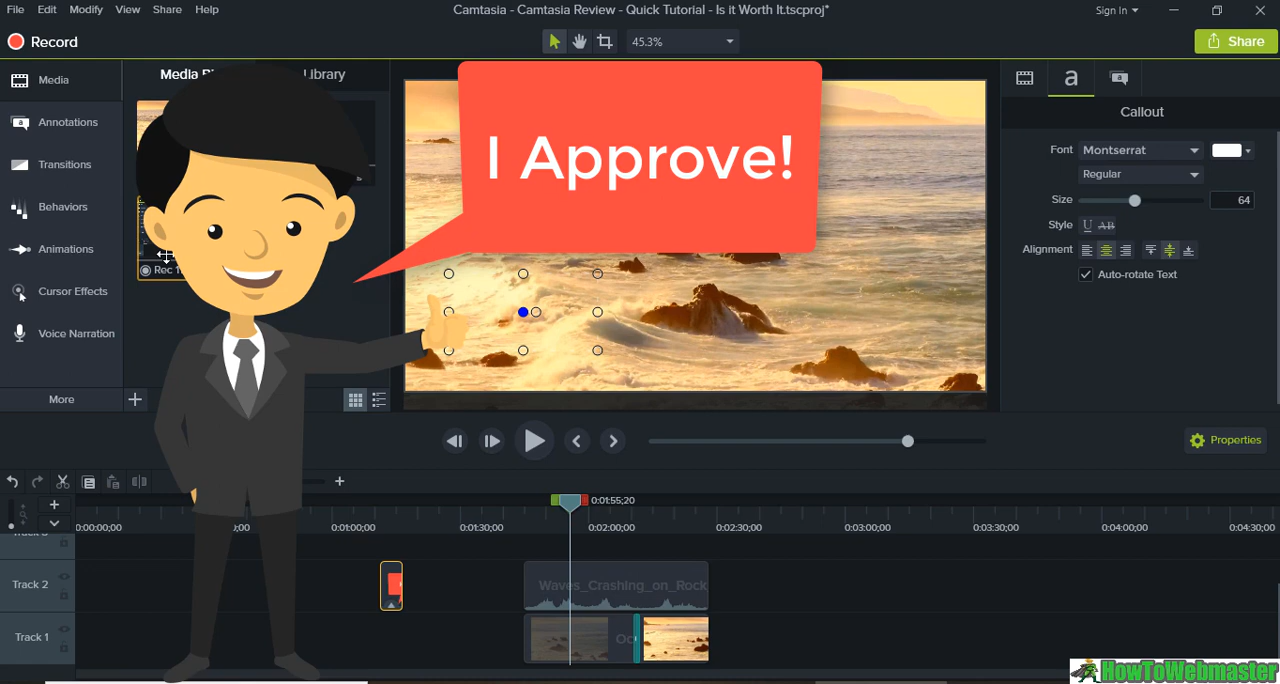 File Edit Modify View Share Help
Camtasia - Camtasia Review - Quick Tutorial - Is it Worth It.tscproj*
Sign In
Record
45.3%
Share
Media
Library
Annotations
Transitions
Behaviors
Animations
Cursor Effects
Voice Narration
More
Rec 1
I Approve!
Callout
Font Montserrat
Regular
Size 64
Style U AB
Alignment
Auto-rotate Text
Properties
0:01:55;20
0:00:00;00 0:01:00;00 0:01:30;00 0:02:00;00 0:02:30;00 0:03:00;00 0:03:30;00 0:04:00;00 0:04:30;00
Track 3
Track 2
Waves_Crashing_on_Rock
Track 1
HowToWebmaster